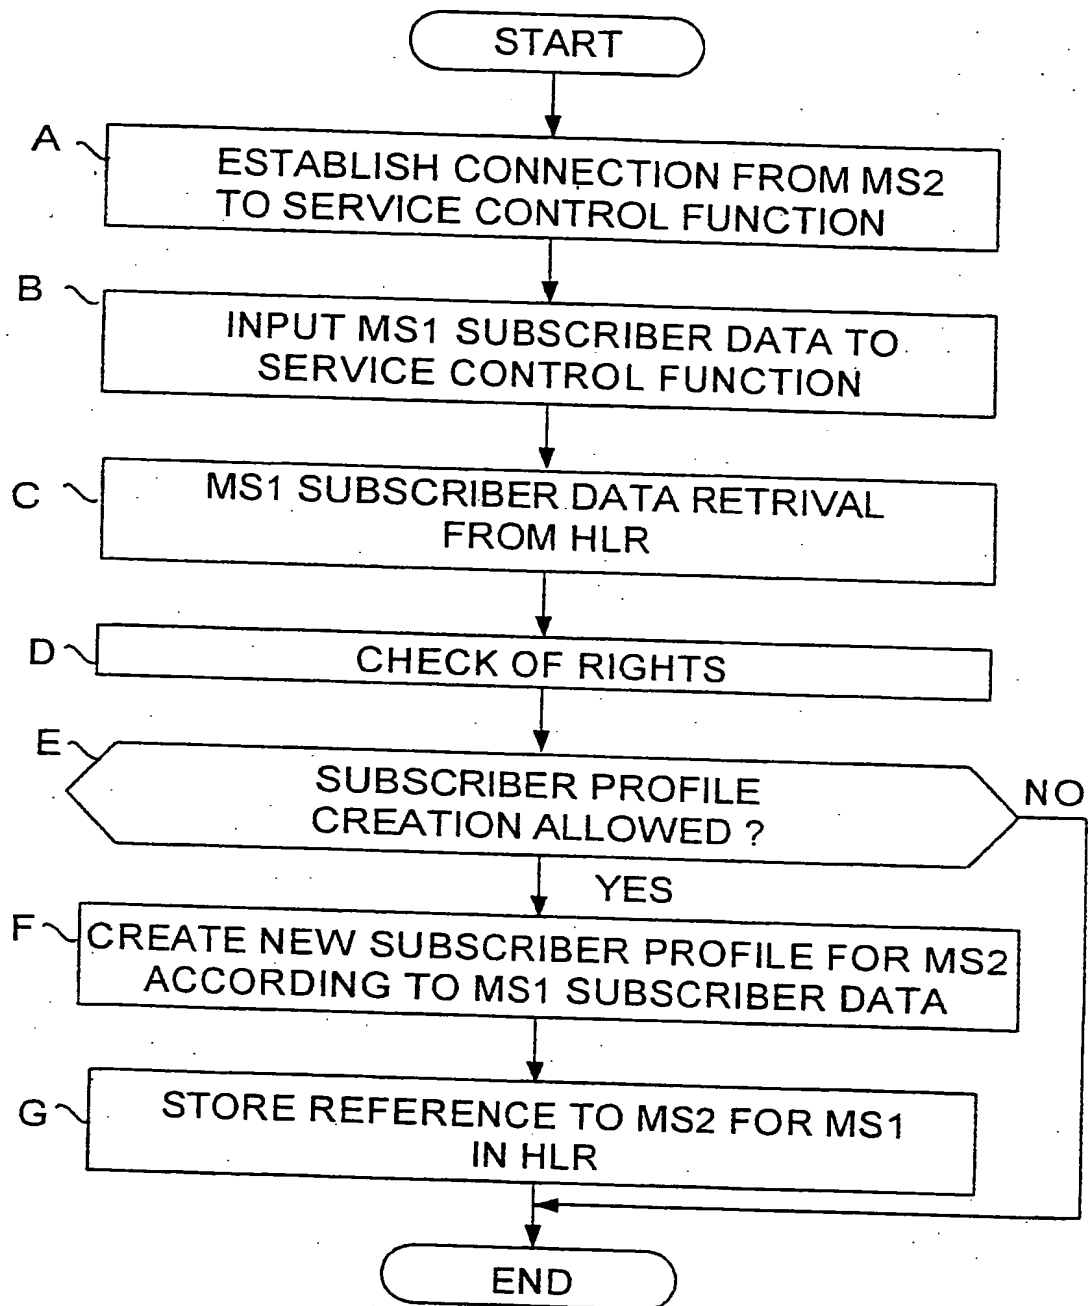 START
A
ESTABLISH CONNECTION FROM MS2
TO SERVICE CONTROL FUNCTION
B
INPUT MS1 SUBSCRIBER DATA TO
SERVICE CONTROL FUNCTION
C
MS1 SUBSCRIBER DATA RETRIVAL
FROM HLR
D
CHECK OF RIGHTS
E
SUBSCRIBER PROFILE
CREATION ALLOWED ?
NO
YES
F
CREATE NEW SUBSCRIBER PROFILE FOR MS2
ACCORDING TO MS1 SUBSCRIBER DATA
G
STORE REFERENCE TO MS2 FOR MS1
IN HLR
END